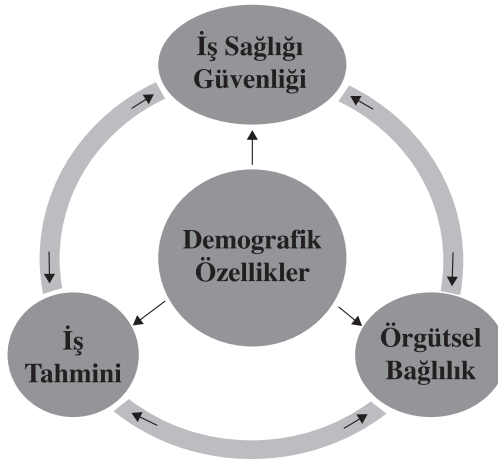 İş Sağlığı
Güvenliği
Demografik
Özellikler
İş
Tahmini
Örgütsel
Bağlılık